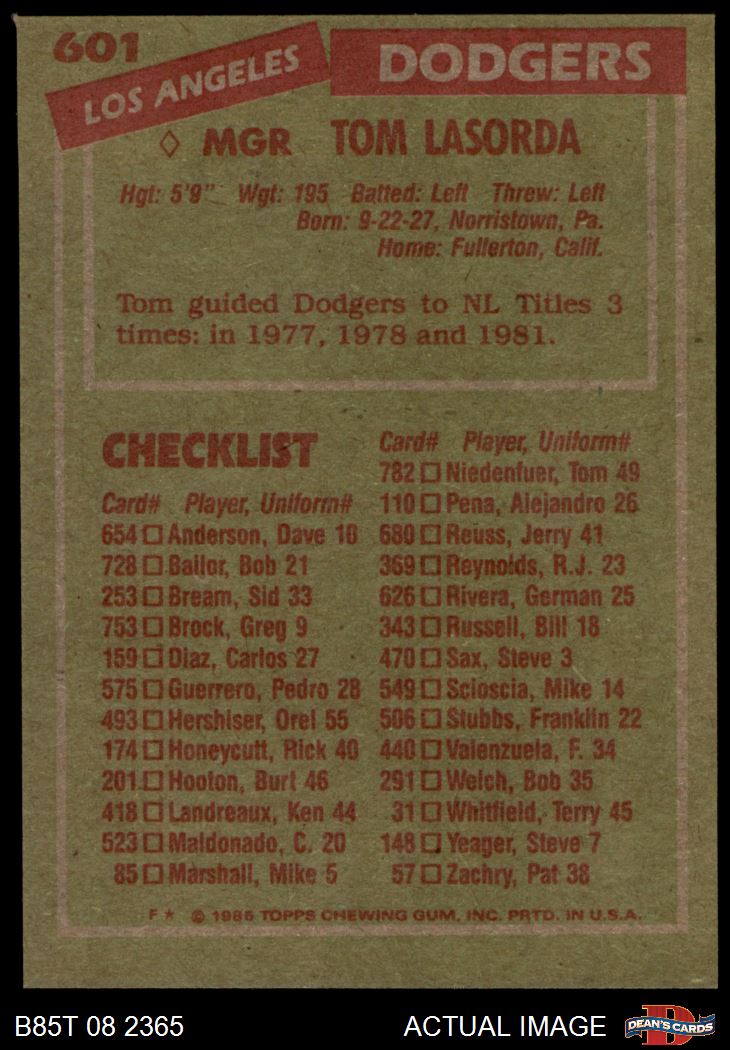 601
LOS ANGELES DODGERS
◇ MGR TOM LASORDA
Hgt: 5'9" Wgt: 195 Batted: Left Threw: Left
Born: 9-22-27, Norristown, Pa.
Home: Fullerton, Calif.
Tom guided Dodgers to NL Titles 3
times: in 1977, 1978 and 1981.
CHECKLIST
Card# Player, Uniform#
654 □ Anderson, Dave 10
728 □ Bailor, Bob 21
253 □ Bream, Sid 33
753 □ Brock, Greg 9
159 □ Diaz, Carlos 27
575 □ Guerrero, Pedro 28
493 □ Hershiser, Orel 55
174 □ Honeycutt, Rick 40
201 □ Hooton, Burt 46
418 □ Landreaux, Ken 44
523 □ Maldonado, C. 20
85 □ Marshall, Mike 5
Card# Player, Uniform#
782 □ Niedenfuer, Tom 49
110 □ Pena, Alejandro 26
680 □ Reuss, Jerry 41
369 □ Reynolds, R.J. 23
626 □ Rivera, German 25
343 □ Russell, Bill 18
470 □ Sax, Steve 3
549 □ Scioscia, Mike 14
506 □ Stubbs, Franklin 22
440 □ Valenzuela, F. 34
291 □ Welch, Bob 35
31 □ Whitfield, Terry 45
148 □ Yeager, Steve 7
57 □ Zachry, Pat 38
F ★ © 1985 TOPPS CHEWING GUM, INC. PRTD. IN U.S.A.
B85T 08 2365
ACTUAL IMAGE
D
DEAN'S CARDS